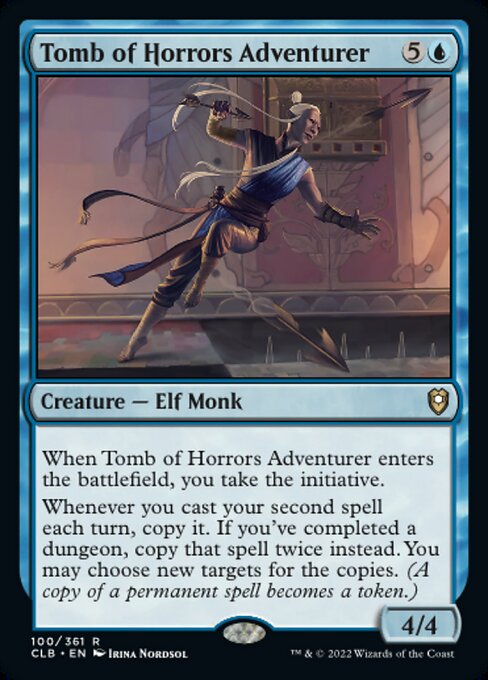 Tomb of Horrors Adventurer 5
Creature — Elf Monk
When Tomb of Horrors Adventurer enters
the battlefield, you take the initiative.
Whenever you cast your second spell
each turn, copy it. If you've completed a
dungeon, copy that spell twice instead. You
may choose new targets for the copies. (A
copy of a permanent spell becomes a token.)
4/4
100/361 R
CLB • EN Irina Nordsol
™ & © 2022 Wizards of the Coast